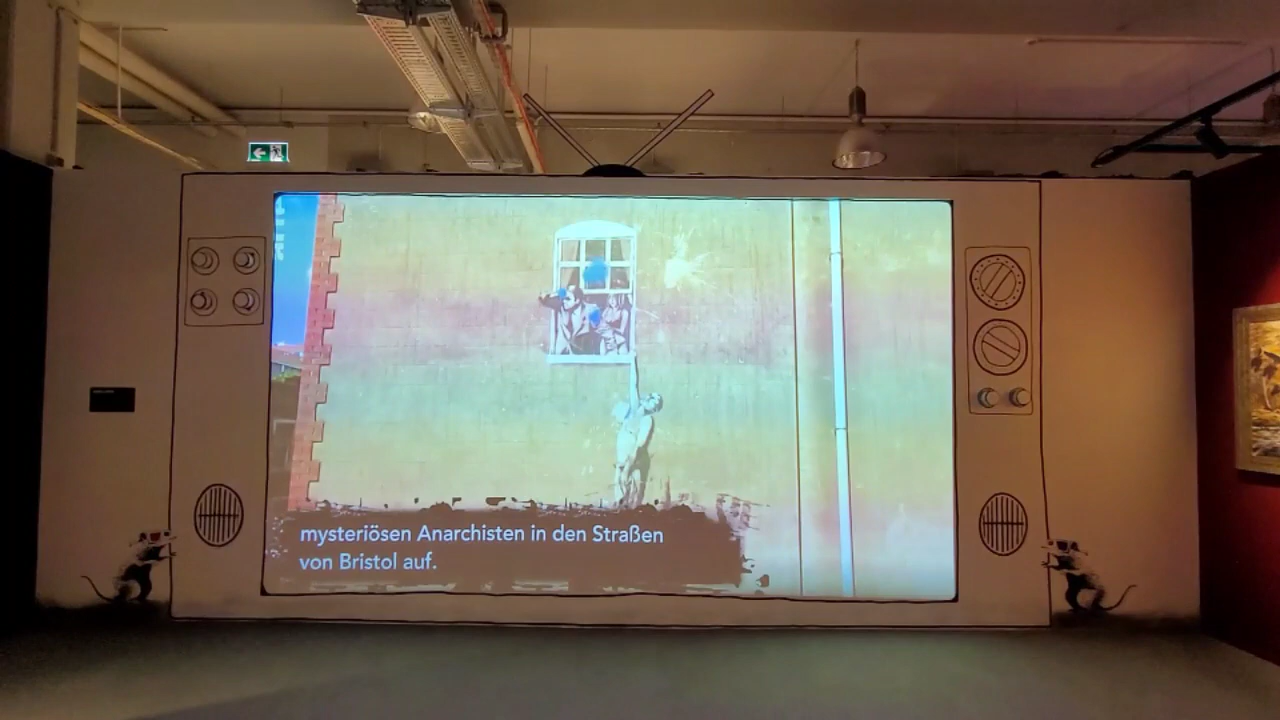 mysteriösen Anarchisten in den Straßen
von Bristol auf.